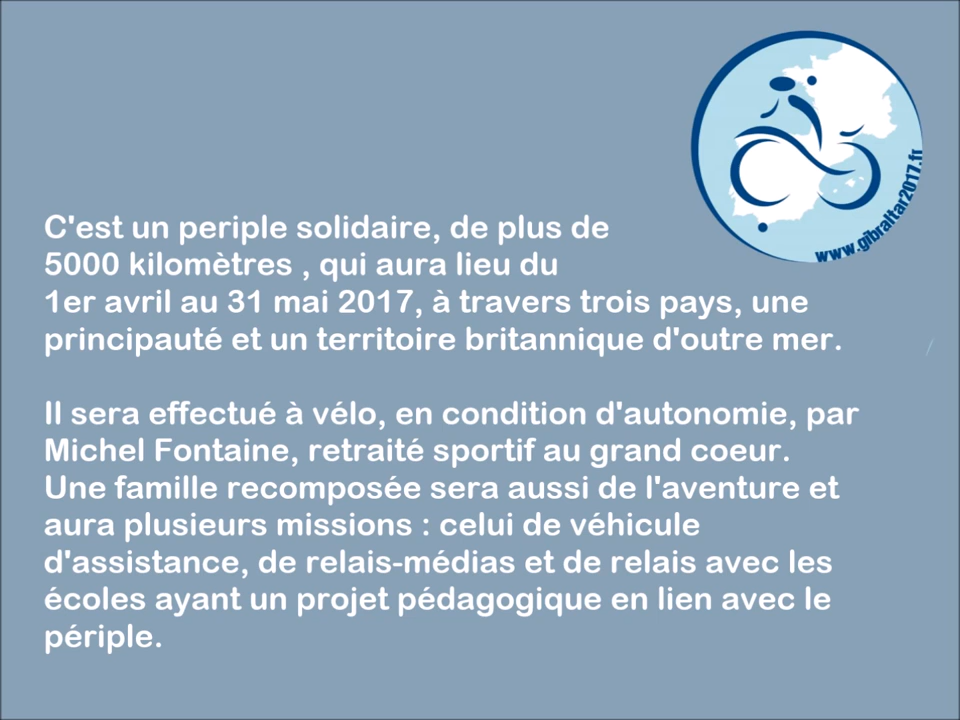 www.gibraltar2017.fr
C'est un periple solidaire, de plus de
5000 kilomètres , qui aura lieu du
1er avril au 31 mai 2017, à travers trois pays, une
principauté et un territoire britannique d'outre mer.
Il sera effectué à vélo, en condition d'autonomie, par
Michel Fontaine, retraité sportif au grand coeur.
Une famille recomposée sera aussi de l'aventure et
aura plusieurs missions : celui de véhicule
d'assistance, de relais-médias et de relais avec les
écoles ayant un projet pédagogique en lien avec le
périple.